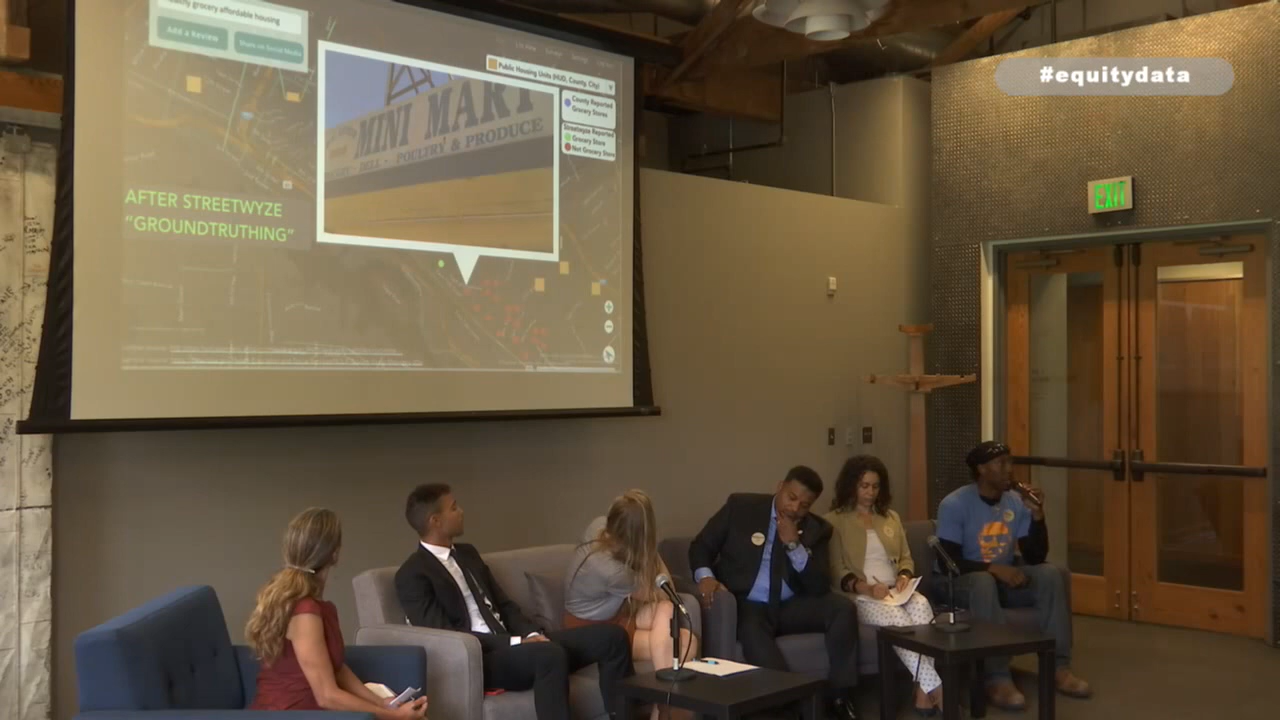 quality grocery affordable housing
Add a Review
Share on Social Media
Public Housing Units (HUD, County, City)
County Reported
Grocery Stores
Streetwyze Reported
Grocery Store
Not Grocery Store
MINI MART
DELI - POULTRY & PRODUCE
AFTER STREETWYZE
“GROUNDTRUTHING”
#equitydata
EXIT